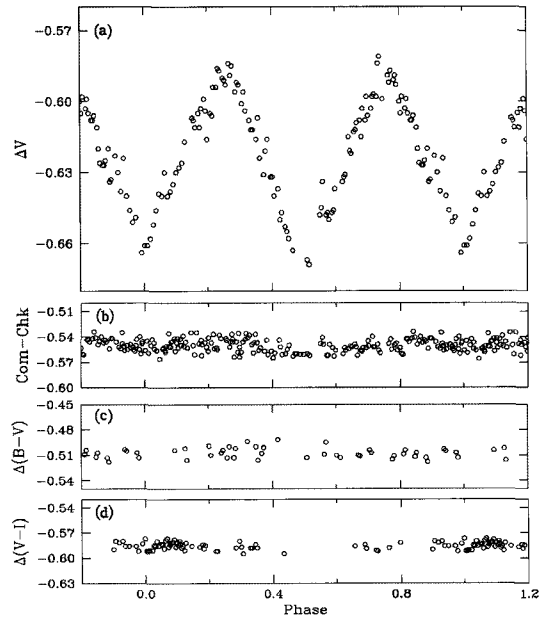 (a)
−0.57
−0.60
−0.63
−0.66
ΔV
(b)
−0.51
−0.54
−0.57
−0.60
Com−Chk
(c)
−0.45
−0.48
−0.51
−0.54
Δ(B−V)
(d)
−0.54
−0.57
−0.60
−0.63
Δ(V−I)
0.0
0.4
0.8
1.2
Phase